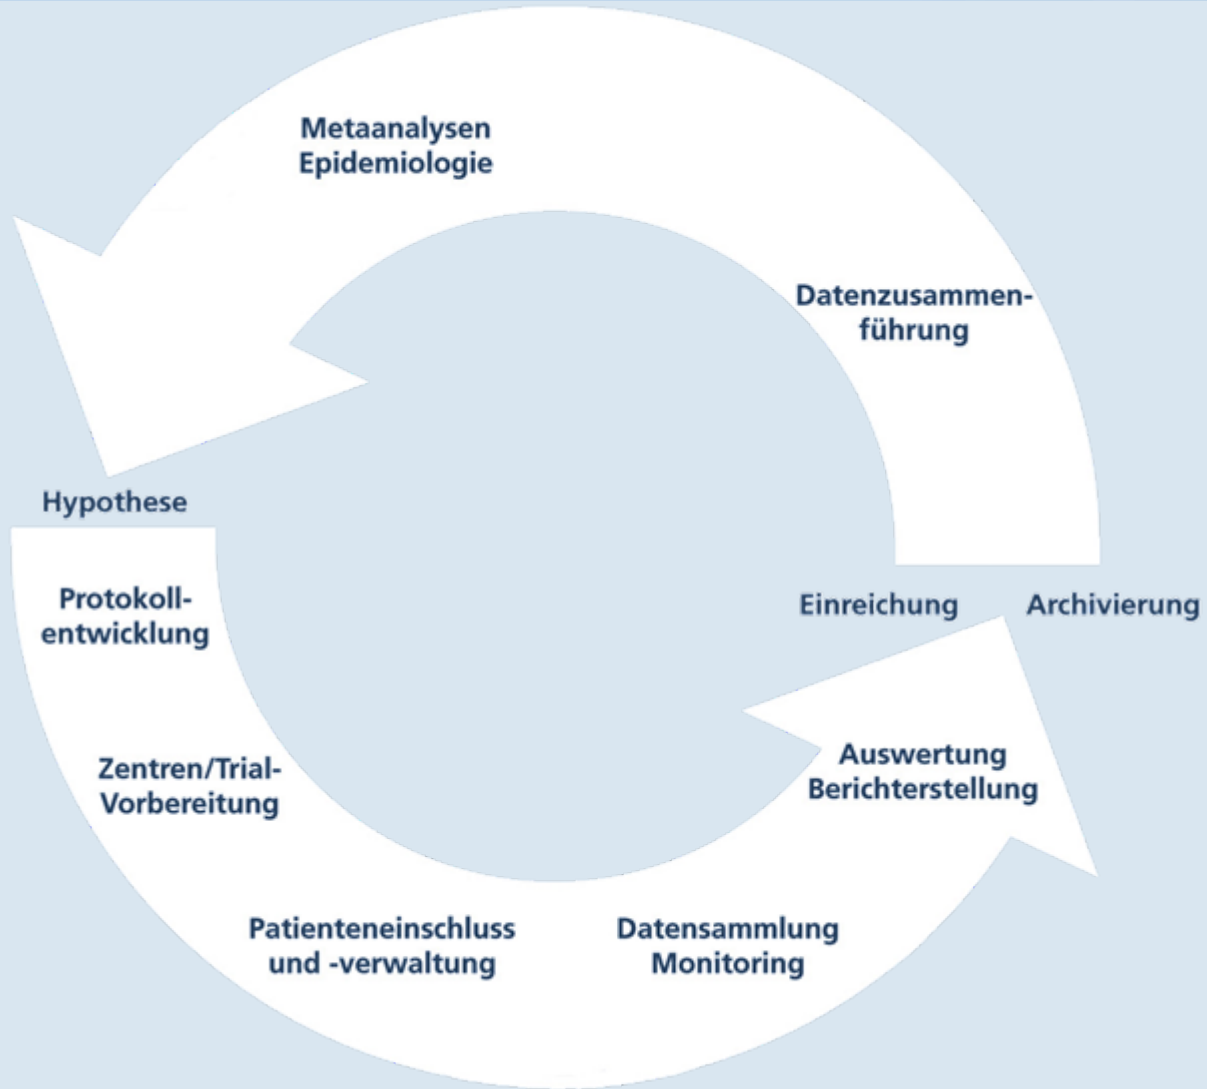 Metaanalysen
Epidemiologie
Datenzusammen-
führung
Hypothese
Protokoll-
entwicklung
Einreichung
Archivierung
Zentren/Trial-
Vorbereitung
Auswertung
Berichterstellung
Patienteneinschluss
und -verwaltung
Datensammlung
Monitoring